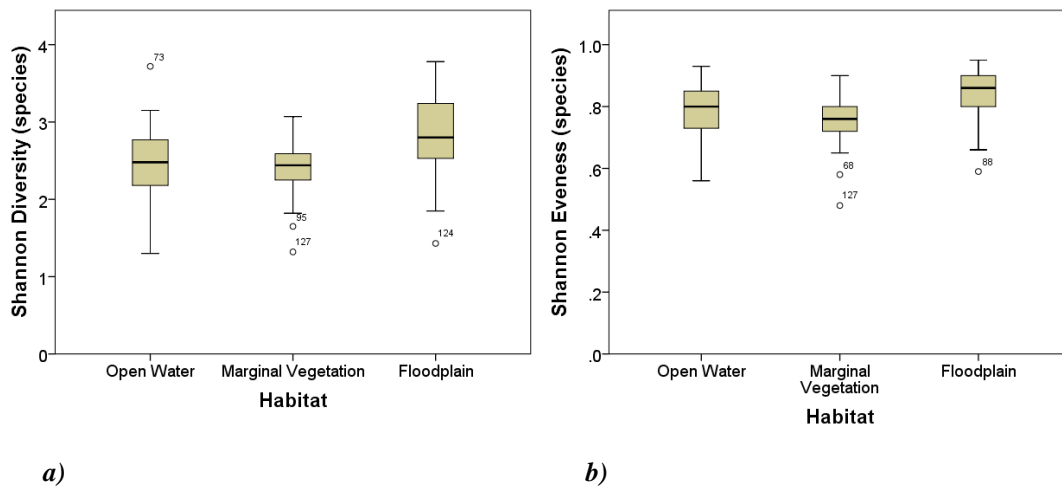 Shannon Diversity (species)
4
3
2
1
0
73
95
127
124
Open Water
Marginal Vegetation
Floodplain
Habitat
a)
Shannon Eveness (species)
1.0
.8
.6
.4
.2
.0
68
127
88
Open Water
Marginal
Vegetation
Floodplain
Habitat
b)